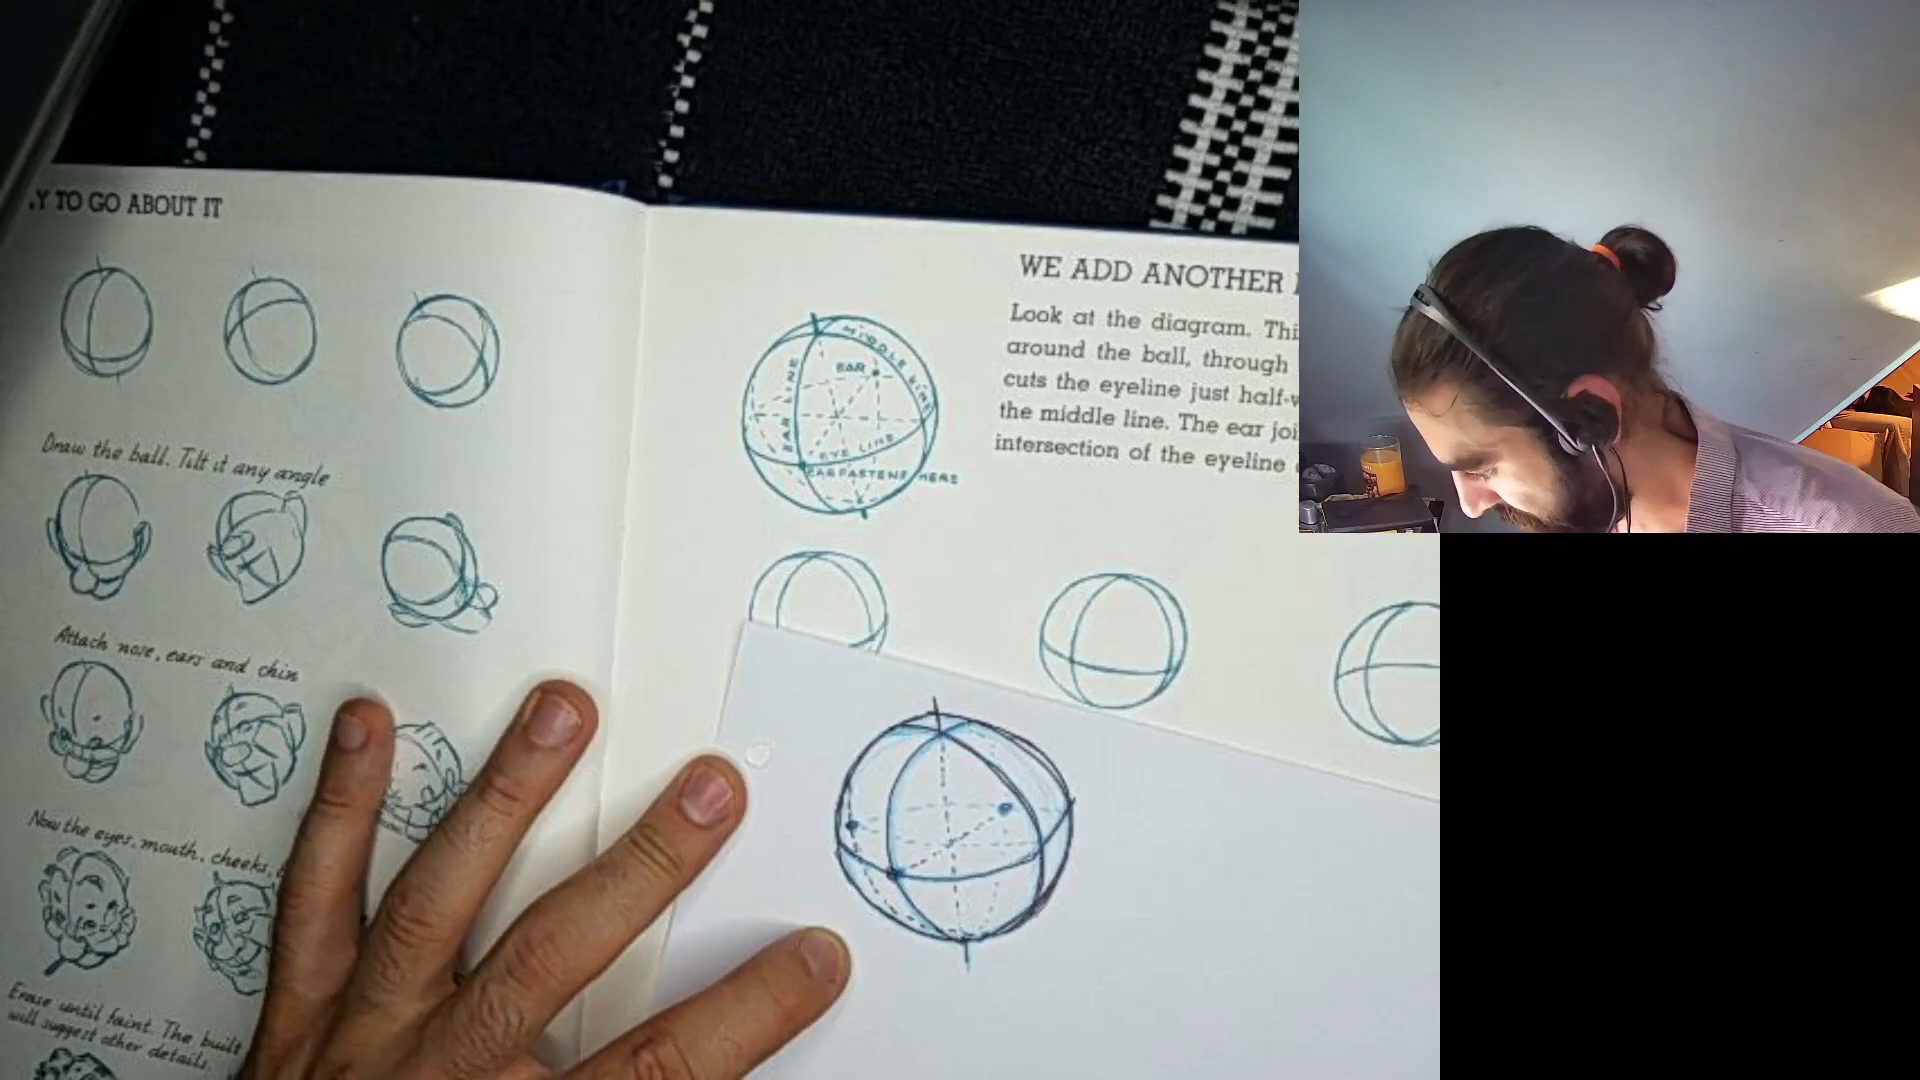 .Y TO GO ABOUT IT
Draw the ball. Tilt it any angle
Attach nose, ears and chin
Now the eyes, mouth, cheeks,
Erase until faint. The built
will suggest other details.
WE ADD ANOTHER
Look at the diagram. Thi
around the ball, through
cuts the eyeline just half-
the middle line. The ear joi
intersection of the eyeline
MIDDLE LINE
EAR
EAR LINE
EYE LINE
EAR FASTENS HERE